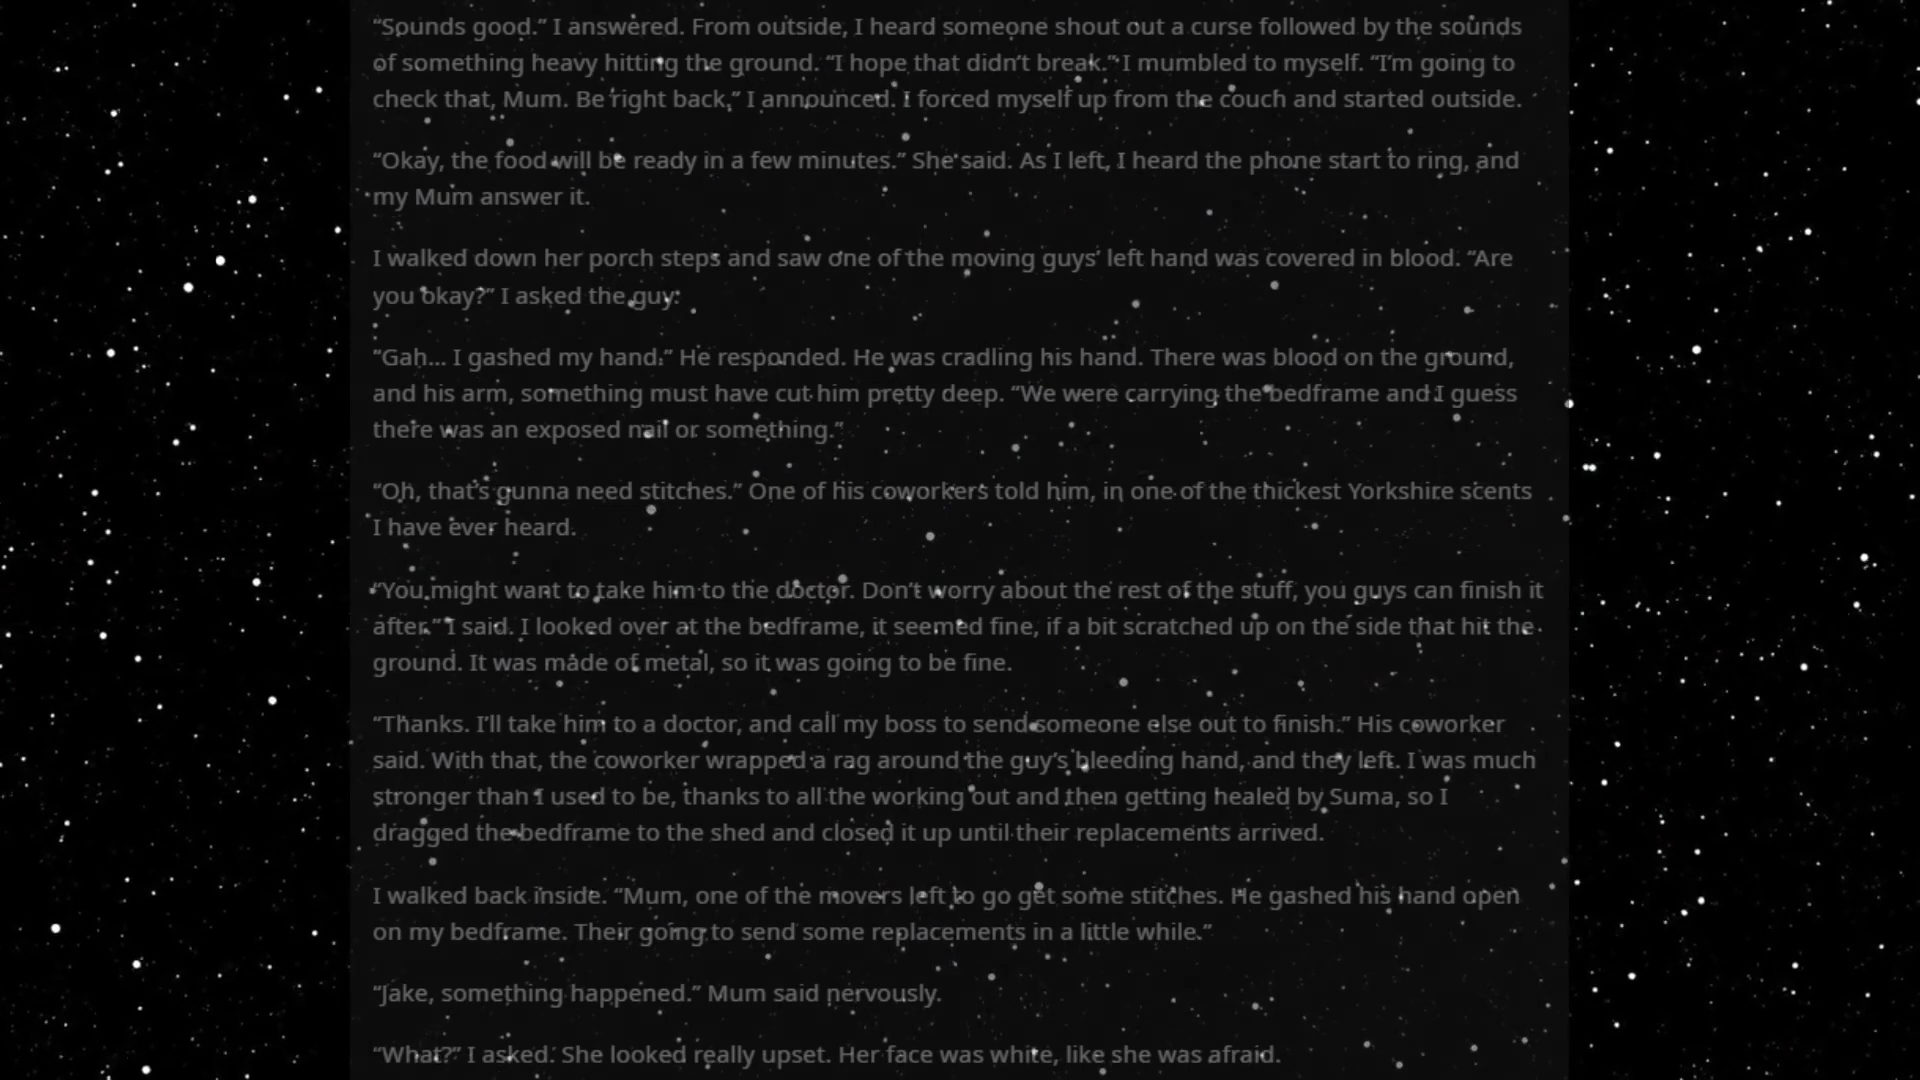 “Sounds good.” I answered. From outside, I heard someone shout out a curse followed by the sounds
of something heavy hitting the ground. “I hope that didn’t break.” I mumbled to myself. “I’m going to
check that, Mum. Be right back,” I announced. I forced myself up from the couch and started outside.
“Okay, the food will be ready in a few minutes.” She said. As I left, I heard the phone start to ring, and
my Mum answer it.
I walked down her porch steps and saw one of the moving guys’ left hand was covered in blood. “Are
you okay?” I asked the guy.
“Gah... I gashed my hand.” He responded. He was cradling his hand. There was blood on the ground,
and his arm, something must have cut him pretty deep. “We were carrying the bedframe and I guess
there was an exposed nail or something.”
“Oh, that’s gunna need stitches.” One of his coworkers told him, in one of the thickest Yorkshire scents
I have ever heard.
“You might want to take him to the doctor. Don’t worry about the rest of the stuff, you guys can finish it
after.” I said. I looked over at the bedframe, it seemed fine, if a bit scratched up on the side that hit the
ground. It was made of metal, so it was going to be fine.
“Thanks. I’ll take him to a doctor, and call my boss to send someone else out to finish.” His coworker
said. With that, the coworker wrapped a rag around the guy’s bleeding hand, and they left. I was much
stronger than I used to be, thanks to all the working out and then getting healed by Suma, so I
dragged the bedframe to the shed and closed it up until their replacements arrived.
I walked back inside. “Mum, one of the movers left to go get some stitches. He gashed his hand open
on my bedframe. Their going to send some replacements in a little while.”
“Jake, something happened.” Mum said nervously.
“What?” I asked. She looked really upset. Her face was white, like she was afraid.